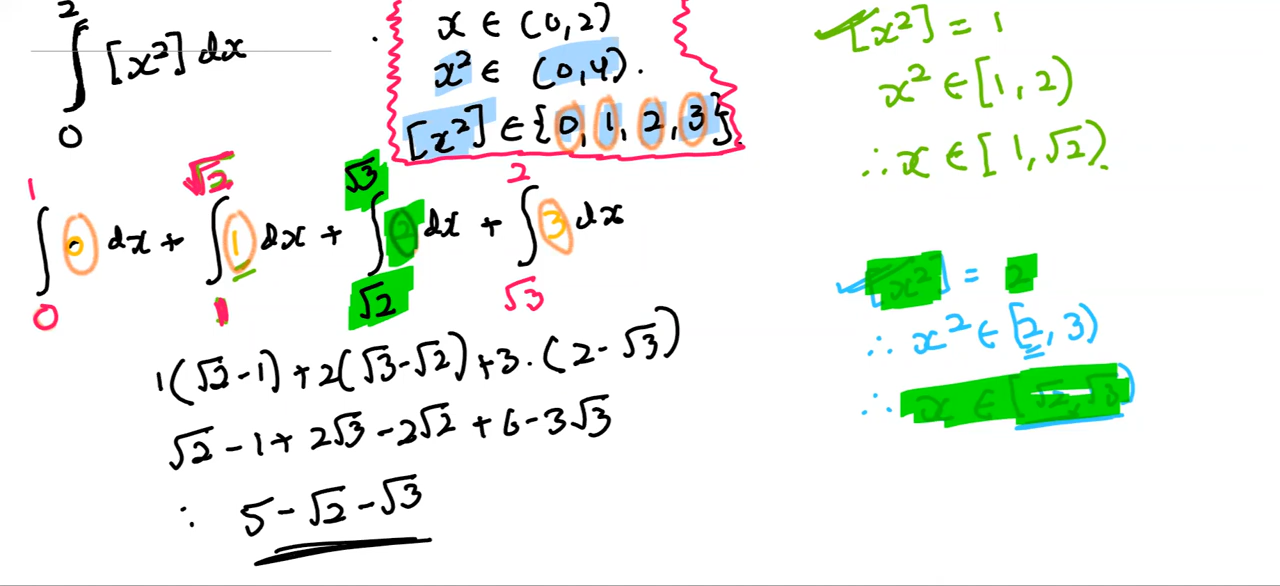 ∫₀² [x²] dx
x ∈ (0,2)
x² ∈ (0,4).
[x²] ∈ {0, 1, 2, 3}.
∫₀¹ 0 dx + ∫₁^√2 1 dx + ∫_√2^√3 2 dx + ∫_√3² 3 dx
1(√2-1) + 2(√3-√2) + 3.(2-√3)
√2 - 1 + 2√3 - 2√2 + 6 - 3√3
∴ 5 - √2 - √3
[x²] = 1
x² ∈ [1, 2)
∴ x ∈ [1, √2).
[x²] = 2
∴ x² ∈ [2, 3)
∴ x ∈ [√2, √3)